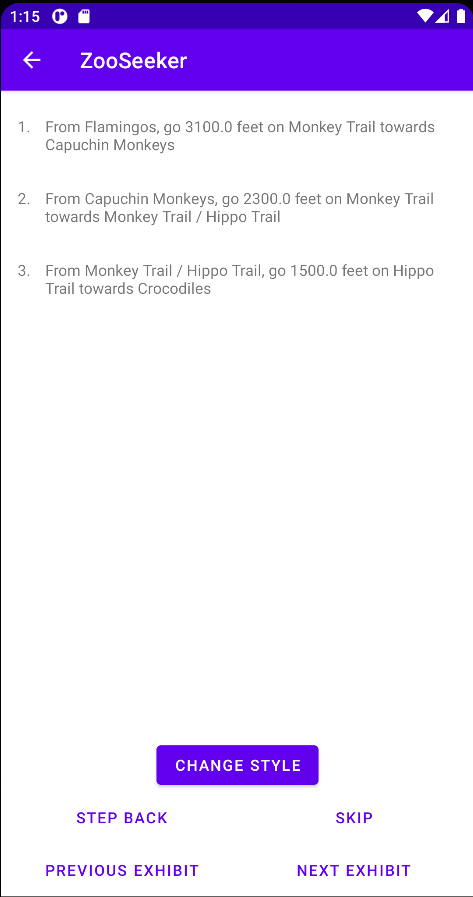 1:15
ZooSeeker
1. From Flamingos, go 3100.0 feet on Monkey Trail towards
Capuchin Monkeys
2. From Capuchin Monkeys, go 2300.0 feet on Monkey Trail
towards Monkey Trail / Hippo Trail
3. From Monkey Trail / Hippo Trail, go 1500.0 feet on Hippo
Trail towards Crocodiles
CHANGE STYLE
STEP BACK
SKIP
PREVIOUS EXHIBIT
NEXT EXHIBIT